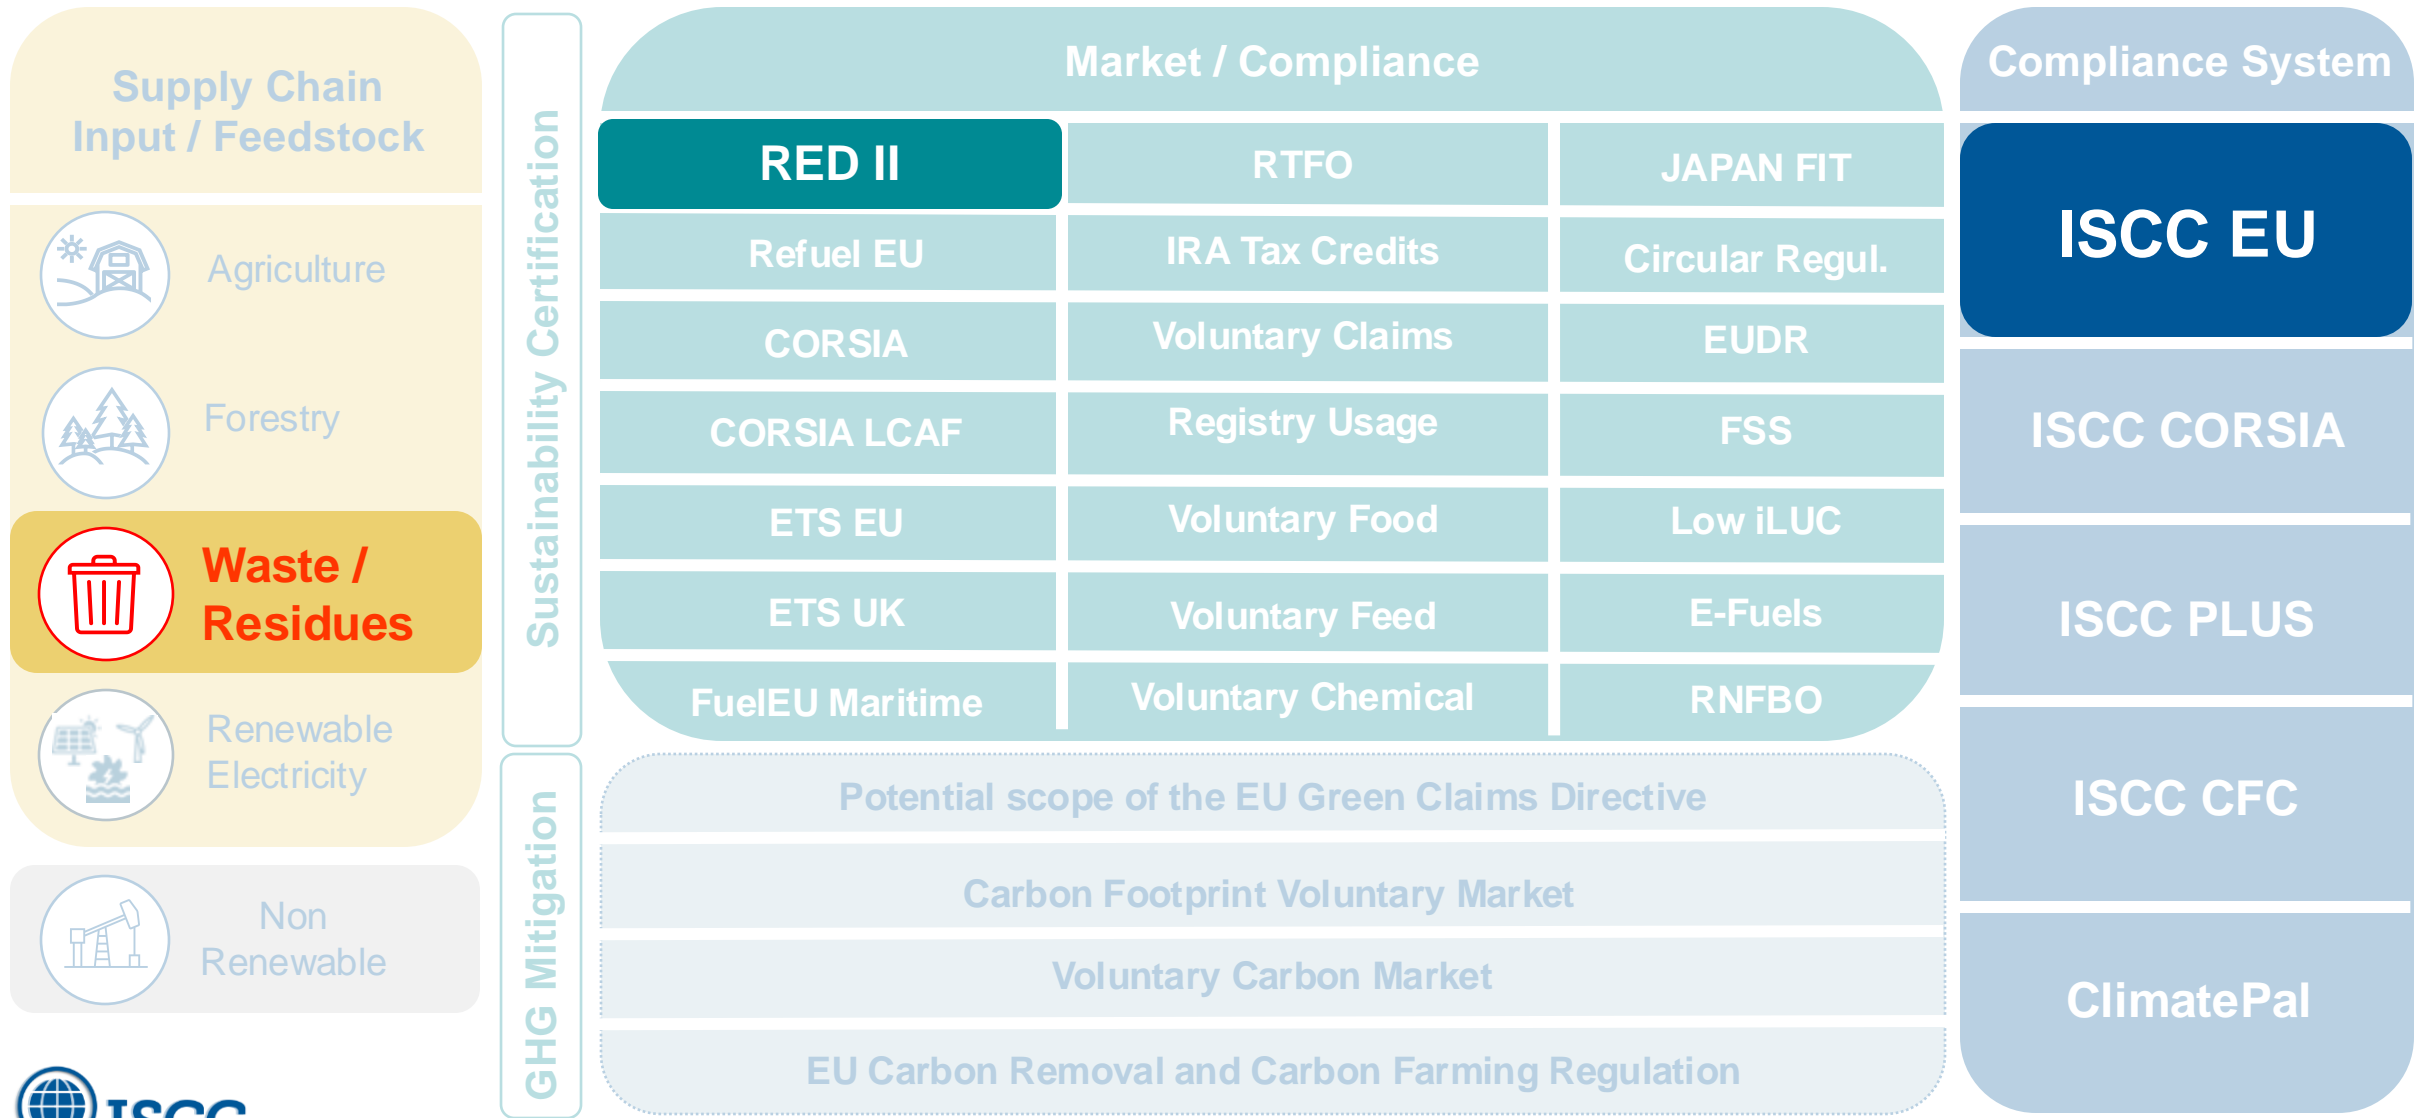 Supply Chain
Input / Feedstock
Agriculture
Forestry
Waste /
Residues
Renewable
Electricity
Non
Renewable
ISCC
Sustainability Certification
GHG Mitigation
Market / Compliance
RED II
RTFO
JAPAN FIT
Refuel EU
IRA Tax Credits
Circular Regul.
CORSIA
Voluntary Claims
EUDR
CORSIA LCAF
Registry Usage
FSS
ETS EU
Voluntary Food
Low iLUC
ETS UK
Voluntary Feed
E-Fuels
FuelEU Maritime
Voluntary Chemical
RNFBO
Potential scope of the EU Green Claims Directive
Carbon Footprint Voluntary Market
Voluntary Carbon Market
EU Carbon Removal and Carbon Farming Regulation
Compliance System
ISCC EU
ISCC CORSIA
ISCC PLUS
ISCC CFC
ClimatePal